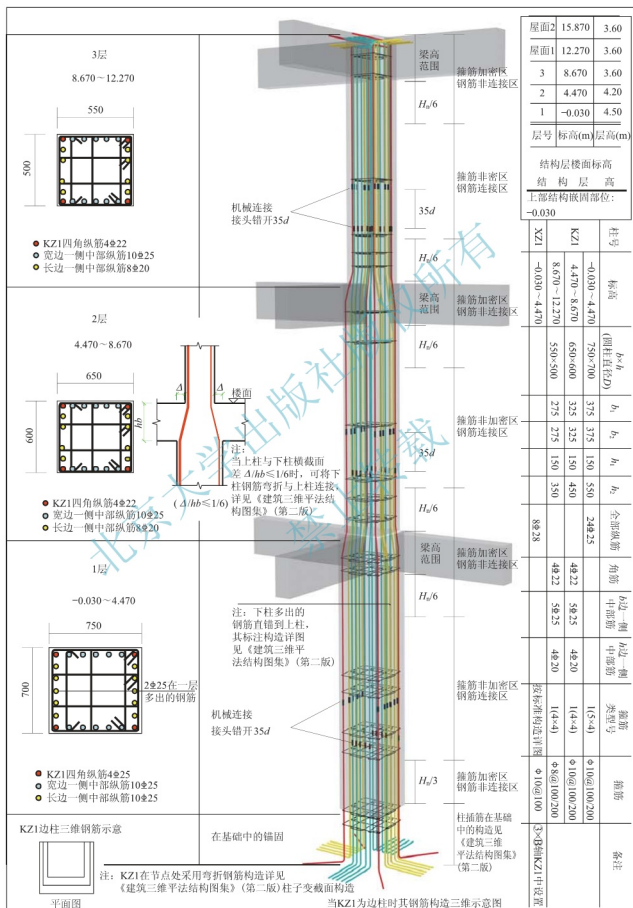 3层
8.670～12.270
550
500
KZ1四角纵筋4⌽22
宽边一侧中部纵筋10⌽25
长边一侧中部纵筋8⌽20
2层
4.470～8.670
650
600
KZ1四角纵筋4⌽22
宽边一侧中部纵筋10⌽25
长边一侧中部纵筋8⌽20
Δ
Δ
楼面
hb
(Δ/hb≤1/6)
注：
当上柱与下柱横截面
差Δ/hb≤1/6时，可将下
柱钢筋弯折与上柱连接，
详见《建筑三维平法结
构图集》(第二版)
1层
−0.030～4.470
750
700
2⌽25在一层
多出的钢筋
KZ1四角纵筋4⌽25
宽边一侧中部纵筋10⌽25
长边一侧中部纵筋10⌽25
KZ1边柱三维钢筋示意
平面图
机械连接
接头错开35d
注：下柱多出的
钢筋直锚到上柱，
其标注构造详图
见《建筑三维平
法结构图集》(第二版)
机械连接
接头错开35d
在基础中的锚固
注：KZ1在节点处采用弯折钢筋构造详见
《建筑三维平法结构图集》(第二版)柱子变截面构造
梁高
范围
箍筋加密区
钢筋非连接区
Hn/6
箍筋非密区
钢筋连接区
35d
Hn/6
梁高
范围
箍筋加密区
钢筋非连接区
Hn/6
箍筋非加密区
钢筋连接区
35d
Hn/6
梁高
范围
箍筋加密区
钢筋非连接区
Hn/6
箍筋非加密区
钢筋连接区
Hn/3
箍筋加密区
钢筋非连接区
柱插筋在基础
中的构造见
《建筑三维平
法结构图集》
(第二版)
当KZ1为边柱时其钢筋构造三维示意图
屋面2 15.870 3.60
屋面1 12.270 3.60
3 8.670 3.60
2 4.470 4.20
1 −0.030 4.50
层号 标高(m) 层高(m)
结构层楼面标高
结 构 层 高
上部结构嵌固部位：
−0.030
柱号 标高 b×h(圆柱直径D) b₁ b₂ h₁ h₂ 全部纵筋 角筋 b边一侧中部筋 h边一侧中部筋 箍筋类型号 箍筋 备注
KZ1 −0.030～4.470 750×700 375 375 150 550 24⌽25 1(5×4) Φ10@100/200
4.470～8.670 650×600 325 325 150 450 4⌽22 5⌽25 4⌽20 1(4×4) Φ10@100/200
8.670～12.270 550×500 275 275 150 350 4⌽22 5⌽25 4⌽20 1(4×4) Φ8@100/200
XZ1 −0.030～4.470 8⌽28 按标准构造详图 Φ10@100 ③×Ⓑ轴KZ1中设置
北京大学出版社版权所有
禁止转载